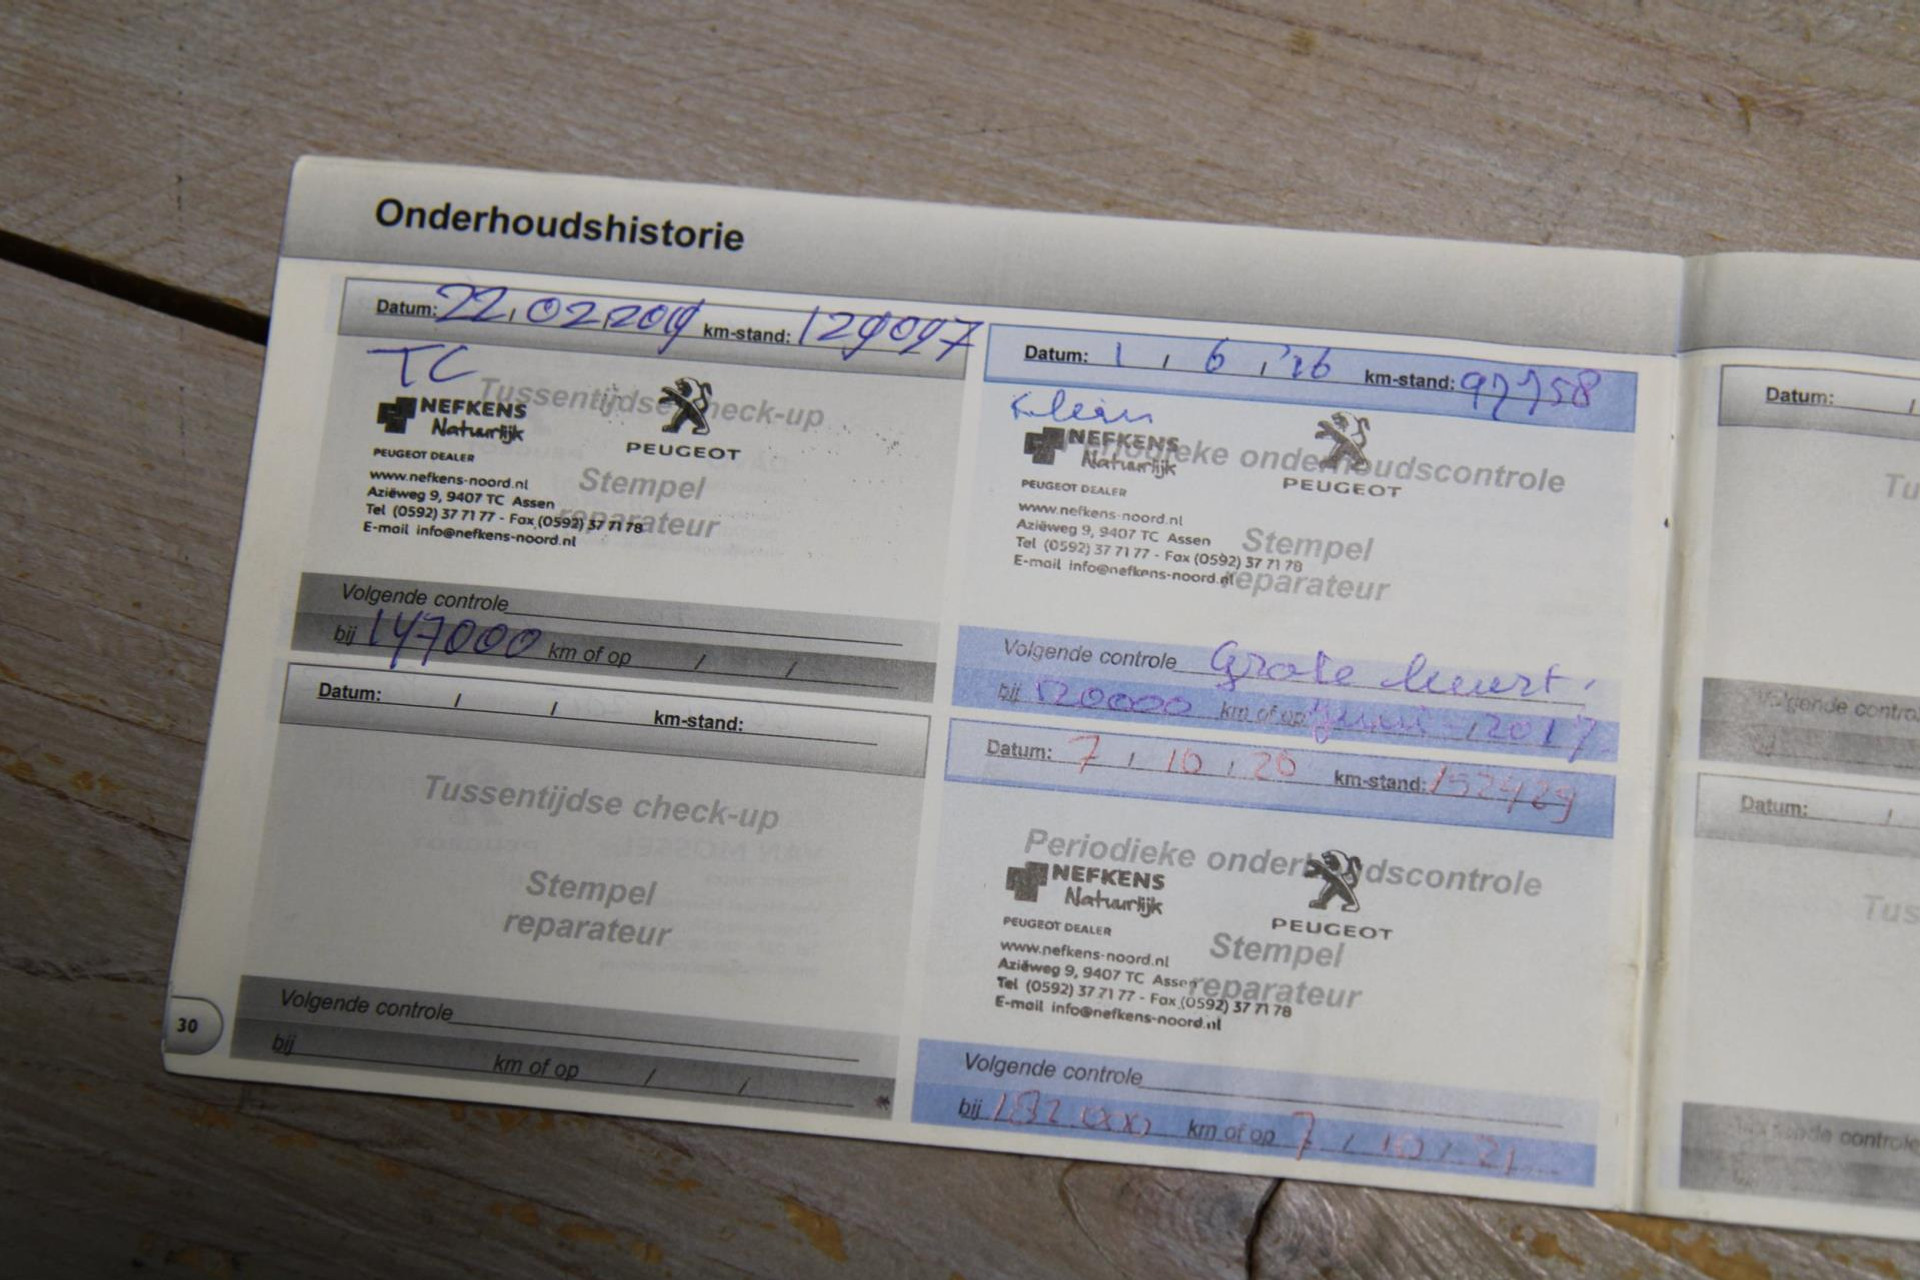 Onderhoudshistorie
Datum: 22,02,2019 km-stand: 129097
TC
Tussentijdse check-up
NEFKENS
Natuurlijk
PEUGEOT
PEUGEOT DEALER
www.nefkens-noord.nl
Aziëweg 9, 9407 TC Assen
Tel (0592) 37 71 77 - Fax (0592) 37 71 78
E-mail info@nefkens-noord.nl
Stempel
reparateur
Volgende controle
bij 147000 km of op / /
Datum: 1 , 6 , '16 km-stand: 97758
Klein
Periodieke onderhoudscontrole
NEFKENS
Natuurlijk
PEUGEOT
PEUGEOT DEALER
www.nefkens-noord.nl
Aziëweg 9, 9407 TC Assen
Tel (0592) 37 71 77 - Fax (0592) 37 71 78
E-mail info@nefkens-noord.nl
Stempel
reparateur
Volgende controle Grote beurt
bij 120000 km of op juni - 2017
Datum: / / km-stand:
Tussentijdse check-up
Stempel
reparateur
Volgende controle
bij km of op / /
30
Datum: 7 , 10 , 20 km-stand: 152429
Periodieke onderhoudscontrole
NEFKENS
Natuurlijk
PEUGEOT
PEUGEOT DEALER
www.nefkens-noord.nl
Aziëweg 9, 9407 TC Assen
Tel (0592) 37 71 77 - Fax (0592) 37 71 78
E-mail info@nefkens-noord.nl
Stempel
reparateur
Volgende controle
bij 182.000 km of op 7 / 10 / 21
Datum: /
Tu
Volgende contro
Datum: /
Tus
controle